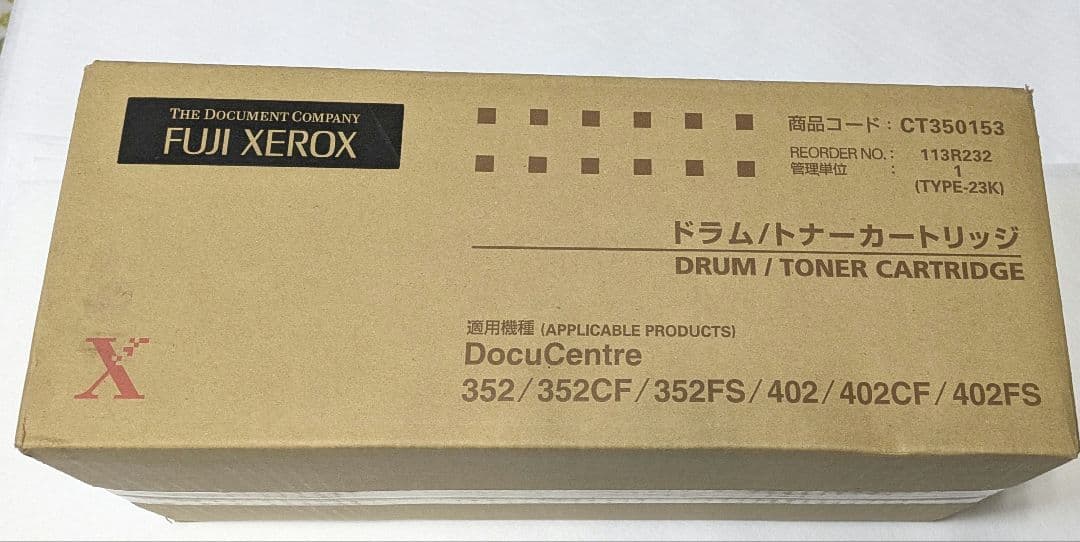 THE DOCUMENT COMPANY
FUJI XEROX
商品コード：CT350153
REORDER NO.： 113R232
管理単位 ： 1
(TYPE-23K)
ドラム/トナーカートリッジ
DRUM / TONER CARTRIDGE
適用機種 (APPLICABLE PRODUCTS)
DocuCentre
352/352CF/352FS/402/402CF/402FS
X